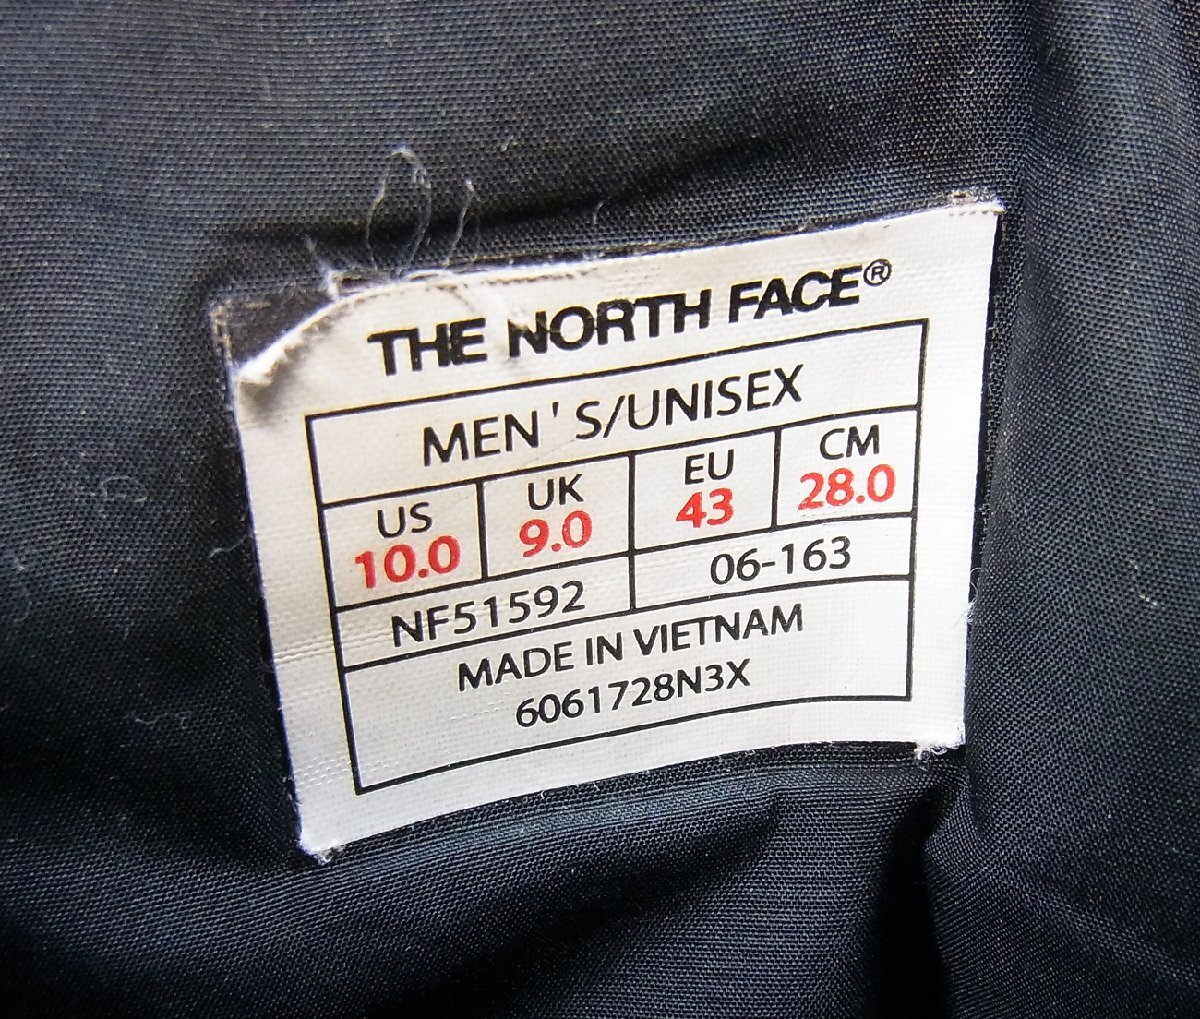 THE NORTH FACE®
MEN'S/UNISEX
US UK EU CM
10.0 9.0 43 28.0
NF51592 06-163
MADE IN VIETNAM
6061728N3X